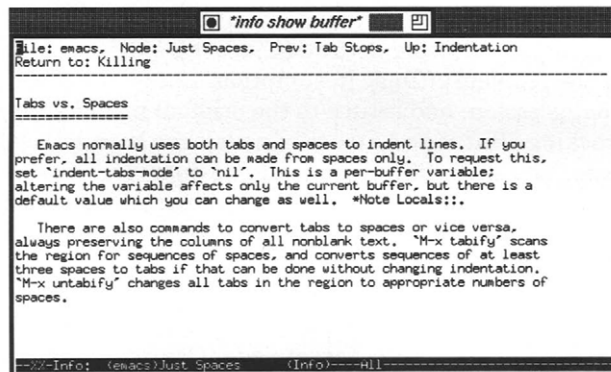 *info show buffer*
File: emacs, Node: Just Spaces, Prev: Tab Stops, Up: Indentation
Return to: Killing
--------------------------------------------------------------------------------
Tabs vs. Spaces
===============
Emacs normally uses both tabs and spaces to indent lines. If you
prefer, all indentation can be made from spaces only. To request this,
set `indent-tabs-mode' to `nil'. This is a per-buffer variable;
altering the variable affects only the current buffer, but there is a
default value which you can change as well. *Note Locals::.
There are also commands to convert tabs to spaces or vice versa,
always preserving the columns of all nonblank text. `M-x tabify' scans
the region for sequences of spaces, and converts sequences of at least
three spaces to tabs if that can be done without changing indentation.
`M-x untabify' changes all tabs in the region to appropriate numbers of
spaces.
--%%-Info: (emacs)Just Spaces (Info)----All--------------------------------